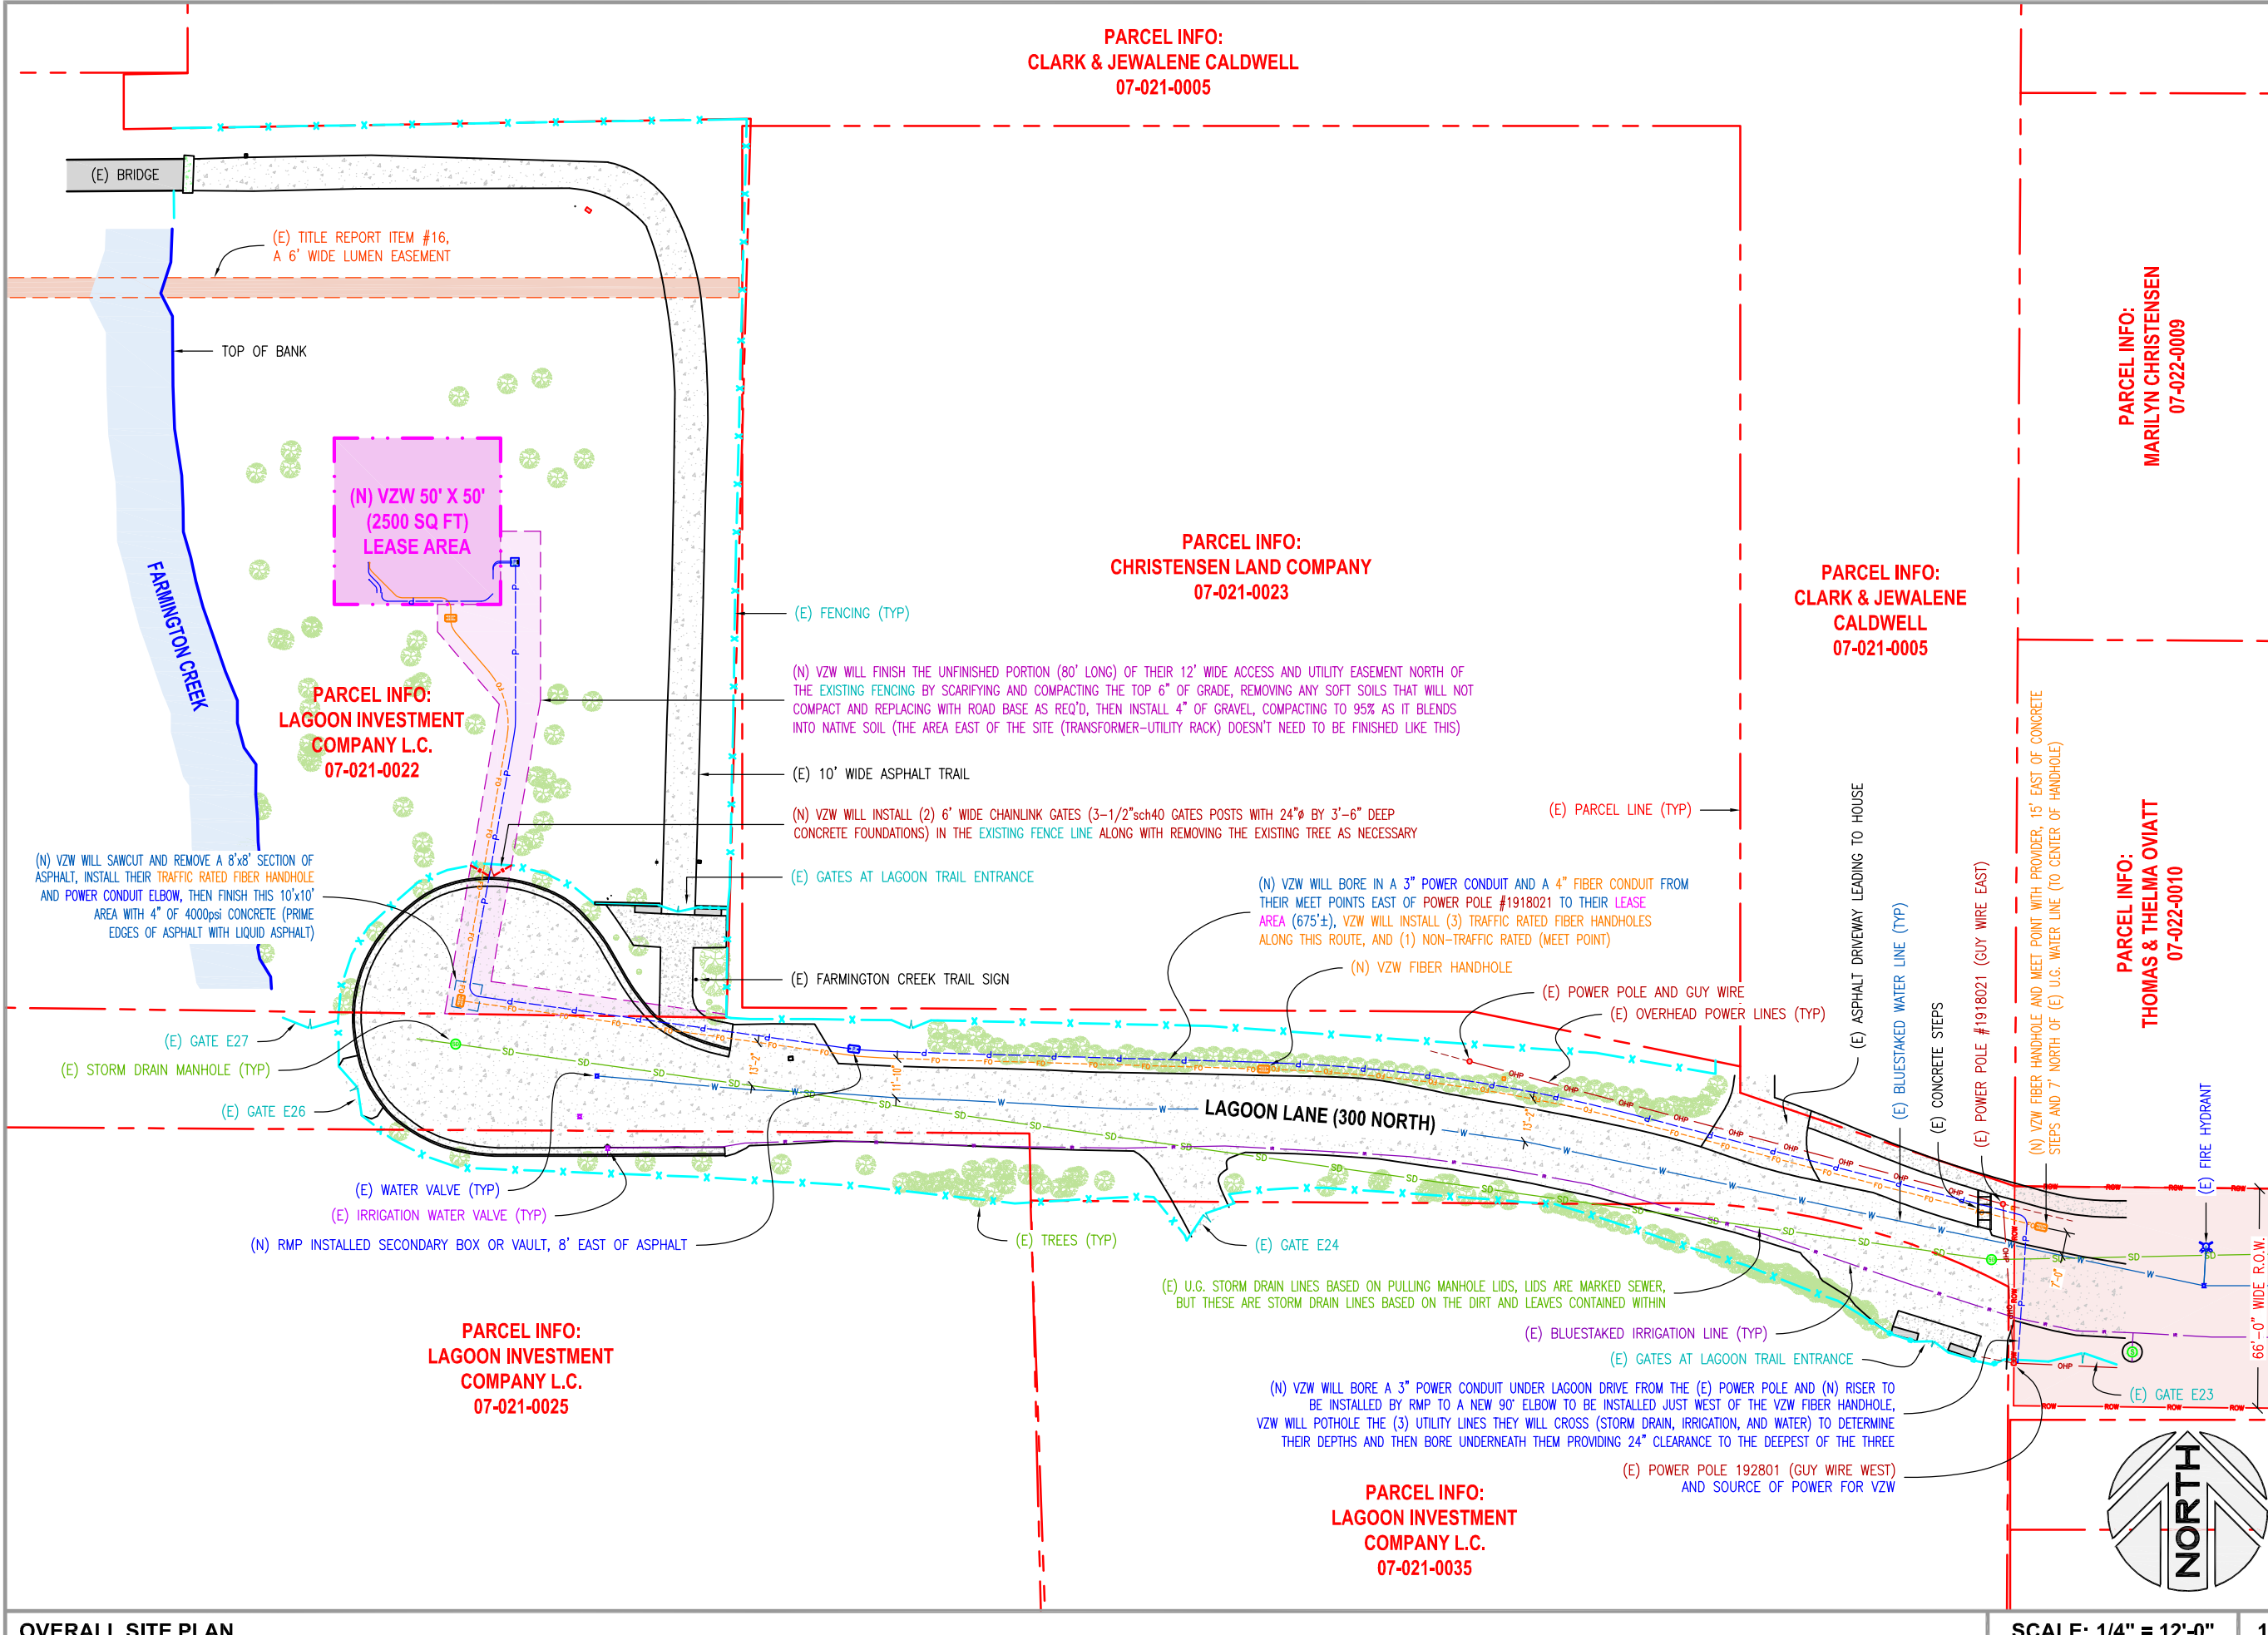 PARCEL INFO:
CLARK & JEWALENE CALDWELL
07-021-0005
(E) BRIDGE
(E) TITLE REPORT ITEM #16,
A 6' WIDE LUMEN EASEMENT
TOP OF BANK
(N) VZW 50' X 50'
(2500 SQ FT)
LEASE AREA
FARMINGTON CREEK
PARCEL INFO:
LAGOON INVESTMENT
COMPANY L.C.
07-021-0022
PARCEL INFO:
CHRISTENSEN LAND COMPANY
07-021-0023
PARCEL INFO:
CLARK & JEWALENE
CALDWELL
07-021-0005
PARCEL INFO:
MARILYN CHRISTENSEN
07-022-0009
PARCEL INFO:
THOMAS & THELMA OVIATT
07-022-0010
(E) FENCING (TYP)
(N) VZW WILL FINISH THE UNFINISHED PORTION (80' LONG) OF THEIR 12' WIDE ACCESS AND UTILITY EASEMENT NORTH OF
THE EXISTING FENCING BY SCARIFYING AND COMPACTING THE TOP 6" OF GRADE, REMOVING ANY SOFT SOILS THAT WILL NOT
COMPACT AND REPLACING WITH ROAD BASE AS REQ'D, THEN INSTALL 4" OF GRAVEL, COMPACTING TO 95% AS IT BLENDS
INTO NATIVE SOIL (THE AREA EAST OF THE SITE (TRANSFORMER-UTILITY RACK) DOESN'T NEED TO BE FINISHED LIKE THIS)
(E) 10' WIDE ASPHALT TRAIL
(N) VZW WILL INSTALL (2) 6' WIDE CHAINLINK GATES (3-1/2"sch40 GATES POSTS WITH 24"ø BY 3'-6" DEEP
CONCRETE FOUNDATIONS) IN THE EXISTING FENCE LINE ALONG WITH REMOVING THE EXISTING TREE AS NECESSARY
(E) PARCEL LINE (TYP)
(E) GATES AT LAGOON TRAIL ENTRANCE
(N) VZW WILL SAWCUT AND REMOVE A 8'x8' SECTION OF
ASPHALT, INSTALL THEIR TRAFFIC RATED FIBER HANDHOLE
AND POWER CONDUIT ELBOW, THEN FINISH THIS 10'x10'
AREA WITH 4" OF 4000psi CONCRETE (PRIME
EDGES OF ASPHALT WITH LIQUID ASPHALT)
(N) VZW WILL BORE IN A 3" POWER CONDUIT AND A 4" FIBER CONDUIT FROM
THEIR MEET POINTS EAST OF POWER POLE #1918021 TO THEIR LEASE
AREA (675'±), VZW WILL INSTALL (3) TRAFFIC RATED FIBER HANDHOLES
ALONG THIS ROUTE, AND (1) NON-TRAFFIC RATED (MEET POINT)
(E) FARMINGTON CREEK TRAIL SIGN
(N) VZW FIBER HANDHOLE
(E) POWER POLE AND GUY WIRE
(E) OVERHEAD POWER LINES (TYP)
(E) ASPHALT DRIVEWAY LEADING TO HOUSE
(E) BLUESTAKED WATER LINE (TYP)
(E) CONCRETE STEPS
(E) POWER POLE #1918021 (GUY WIRE EAST)
(N) VZW FIBER HANDHOLE AND MEET POINT WITH PROVIDER, 15' EAST OF CONCRETE
STEPS AND 7' NORTH OF (E) U.G. WATER LINE (TO CENTER OF HANDHOLE)
(E) FIRE HYDRANT
(E) GATE E27
(E) STORM DRAIN MANHOLE (TYP)
(E) GATE E26
13'-2"
11'-10"
LAGOON LANE (300 NORTH)
13'-2"
7'-0"
66'-0" WIDE R.O.W.
(E) WATER VALVE (TYP)
(E) IRRIGATION WATER VALVE (TYP)
(N) RMP INSTALLED SECONDARY BOX OR VAULT, 8' EAST OF ASPHALT
(E) TREES (TYP)
(E) GATE E24
(E) U.G. STORM DRAIN LINES BASED ON PULLING MANHOLE LIDS, LIDS ARE MARKED SEWER,
BUT THESE ARE STORM DRAIN LINES BASED ON THE DIRT AND LEAVES CONTAINED WITHIN
(E) BLUESTAKED IRRIGATION LINE (TYP)
(E) GATES AT LAGOON TRAIL ENTRANCE
(E) GATE E23
(N) VZW WILL BORE A 3" POWER CONDUIT UNDER LAGOON DRIVE FROM THE (E) POWER POLE AND (N) RISER TO
BE INSTALLED BY RMP TO A NEW 90° ELBOW TO BE INSTALLED JUST WEST OF THE VZW FIBER HANDHOLE,
VZW WILL POTHOLE THE (3) UTILITY LINES THEY WILL CROSS (STORM DRAIN, IRRIGATION, AND WATER) TO DETERMINE
THEIR DEPTHS AND THEN BORE UNDERNEATH THEM PROVIDING 24" CLEARANCE TO THE DEEPEST OF THE THREE
(E) POWER POLE 192801 (GUY WIRE WEST)
AND SOURCE OF POWER FOR VZW
PARCEL INFO:
LAGOON INVESTMENT
COMPANY L.C.
07-021-0025
PARCEL INFO:
LAGOON INVESTMENT
COMPANY L.C.
07-021-0035
NORTH
OVERALL SITE PLAN
SCALE: 1/4" = 12'-0"
1